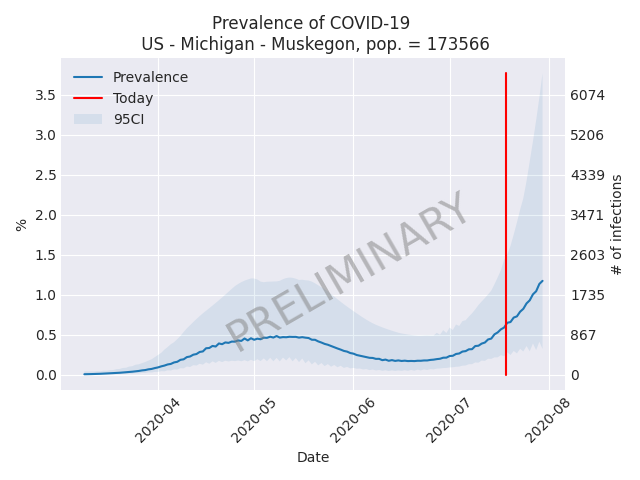 Prevalence of COVID-19
US - Michigan - Muskegon, pop. = 173566
Prevalence
Today
95CI
3.5
3.0
2.5
2.0
1.5
1.0
0.5
0.0
%
6074
5206
4339
3471
2603
1735
867
0
# of infections
PRELIMINARY
2020-04
2020-05
2020-06
2020-07
2020-08
Date